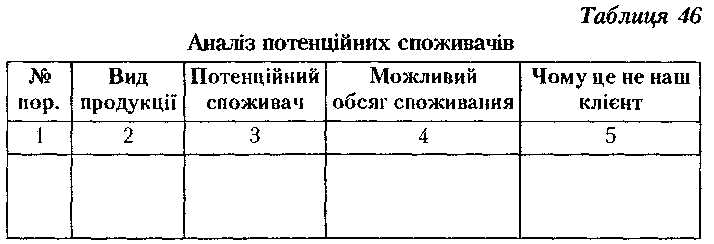 Таблиця 46
Аналіз потенційних споживачів
№ пор.
Вид продукції
Потенційний споживач
Можливий обсяг споживання
Чому це не наш клієнт
1 2 3 4 5